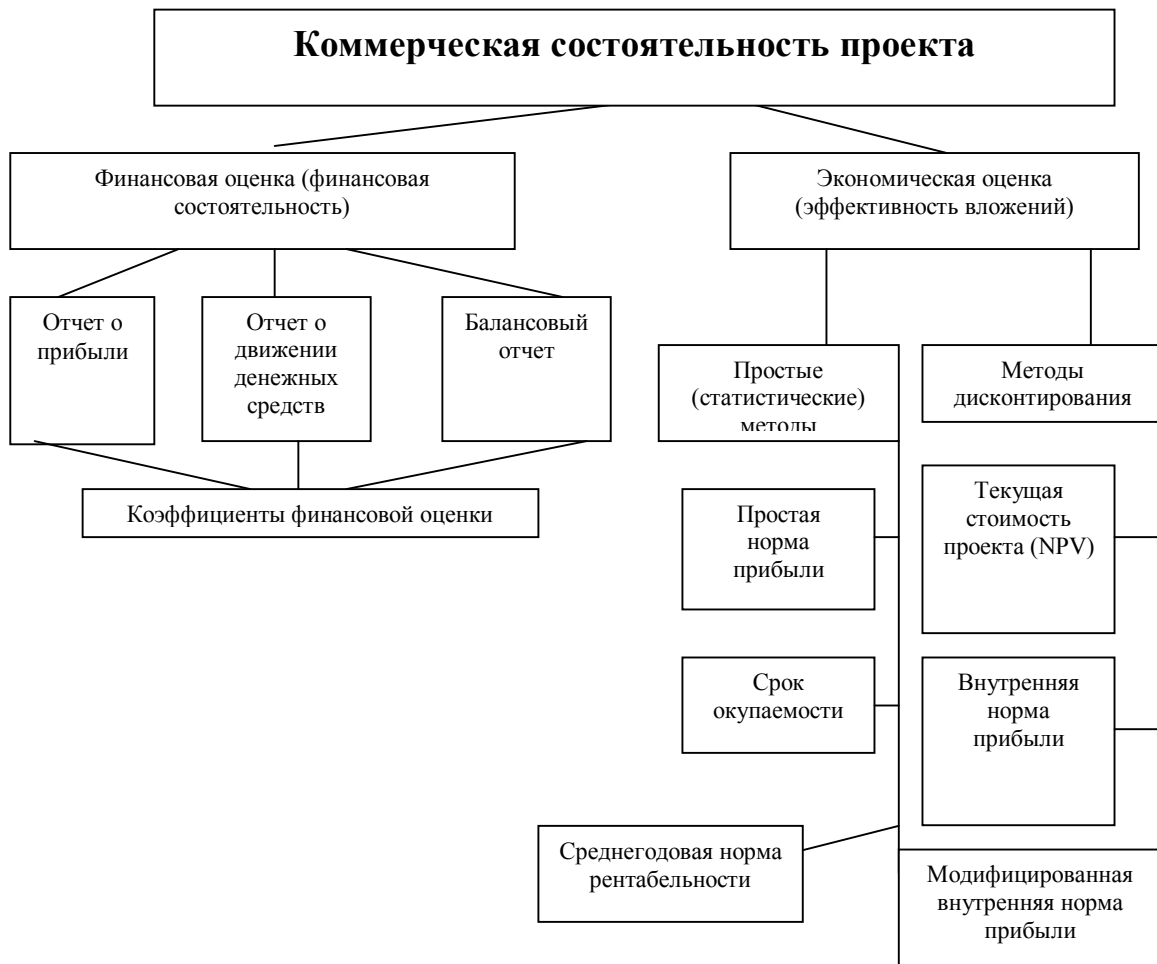 Коммерческая состоятельность проекта
Финансовая оценка (финансовая
состоятельность)
Экономическая оценка
(эффективность вложений)
Отчет о
прибыли
Отчет о
движении
денежных
средств
Балансовый
отчет
Простые
(статистические)
методы
Методы
дисконтирования
Коэффициенты финансовой оценки
Простая
норма
прибыли
Текущая
стоимость
проекта (NPV)
Срок
окупаемости
Внутренняя
норма
прибыли
Среднегодовая норма
рентабельности
Модифицированная
внутренняя норма
прибыли